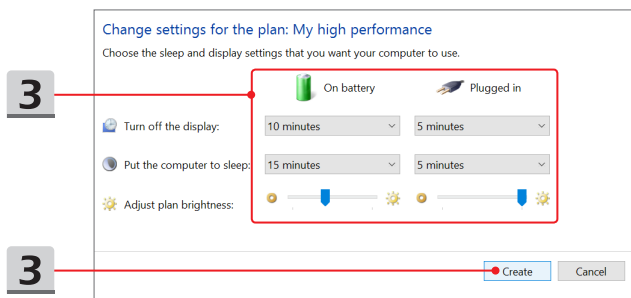 Change settings for the plan: My high performance
Choose the sleep and display settings that you want your computer to use.
3
On battery Plugged in
Turn off the display: 10 minutes 5 minutes
Put the computer to sleep: 15 minutes 5 minutes
Adjust plan brightness:
3
Create Cancel